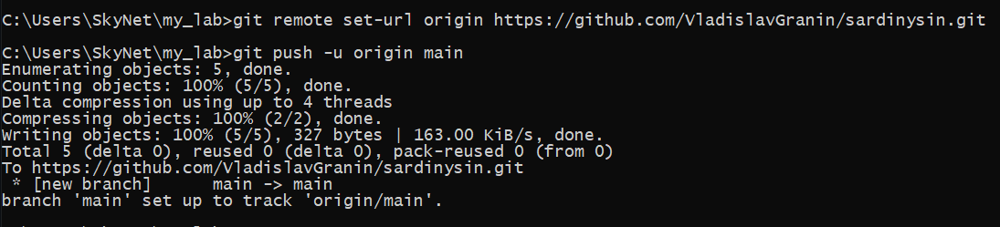 C:\Users\SkyNet\my_lab>git remote set-url origin https://github.com/VladislavGranin/sardinysin.git
C:\Users\SkyNet\my_lab>git push -u origin main
Enumerating objects: 5, done.
Counting objects: 100% (5/5), done.
Delta compression using up to 4 threads
Compressing objects: 100% (2/2), done.
Writing objects: 100% (5/5), 327 bytes | 163.00 KiB/s, done.
Total 5 (delta 0), reused 0 (delta 0), pack-reused 0 (from 0)
To https://github.com/VladislavGranin/sardinysin.git
 * [new branch]      main -> main
branch 'main' set up to track 'origin/main'.